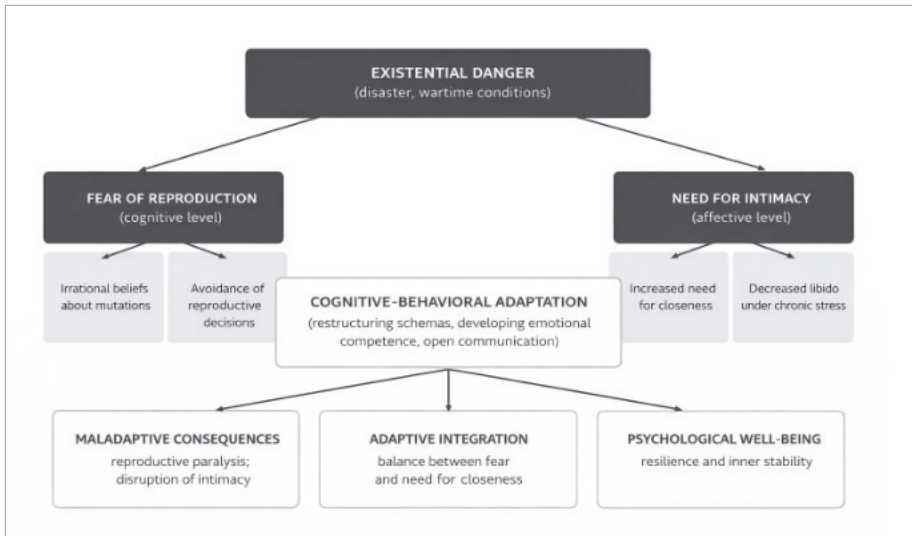 EXISTENTIAL DANGER
(disaster, wartime conditions)
FEAR OF REPRODUCTION
(cognitive level)
NEED FOR INTIMACY
(affective level)
Irrational beliefs
about mutations
Avoidance of
reproductive
decisions
COGNITIVE-BEHAVIORAL ADAPTATION
(restructuring schemas, developing emotional
competence, open communication)
Increased need
for closeness
Decreased libido
under chronic stress
MALADAPTIVE CONSEQUENCES
reproductive paralysis;
disruption of intimacy
ADAPTIVE INTEGRATION
balance between fear
and need for closeness
PSYCHOLOGICAL WELL-BEING
resilience and inner stability